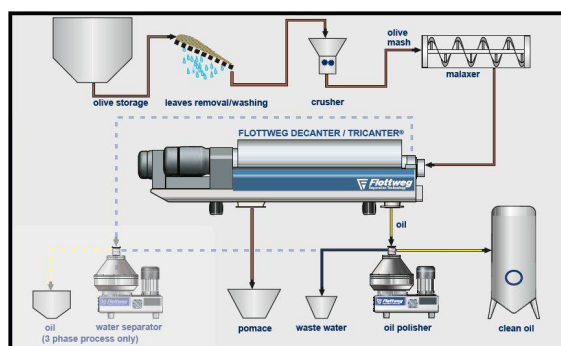 olive storage
leaves removal/washing
crusher
olive
mash
malaxer
FLOTTWEG DECANTER / TRICANTER®
Flottweg
oil
oil
(3 phase process only)
water separator
pomace
waste water
oil polisher
clean oil